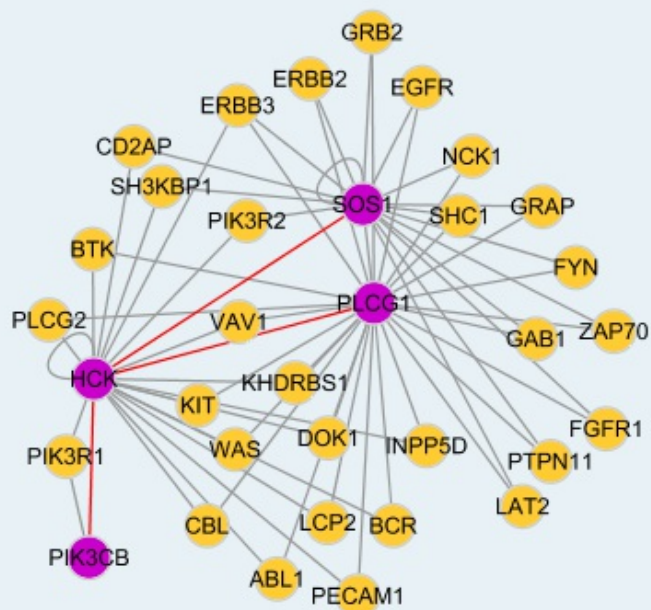 GRB2
ERBB2
EGFR
ERBB3
CD2AP
NCK1
SH3KBP1
SOS1
SHC1
GRAP
PIK3R2
BTK
FYN
PLCG1
PLCG2
VAV1
GAB1
ZAP70
HCK
KHDRBS1
KIT
FGFR1
DOK1
INPP5D
WAS
PIK3R1
PTPN11
LAT2
CBL
LCP2
BCR
PIK3CB
ABL1
PECAM1